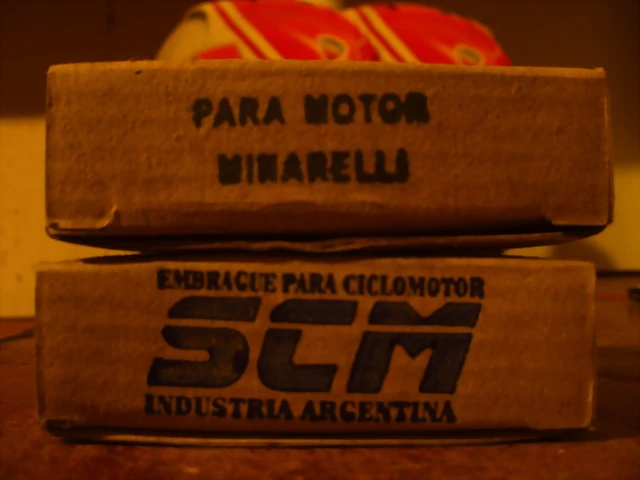 PARA MOTOR
MINARELLI
EMBRAGUE PARA CICLOMOTOR
SCM
INDUSTRIA ARGENTINA